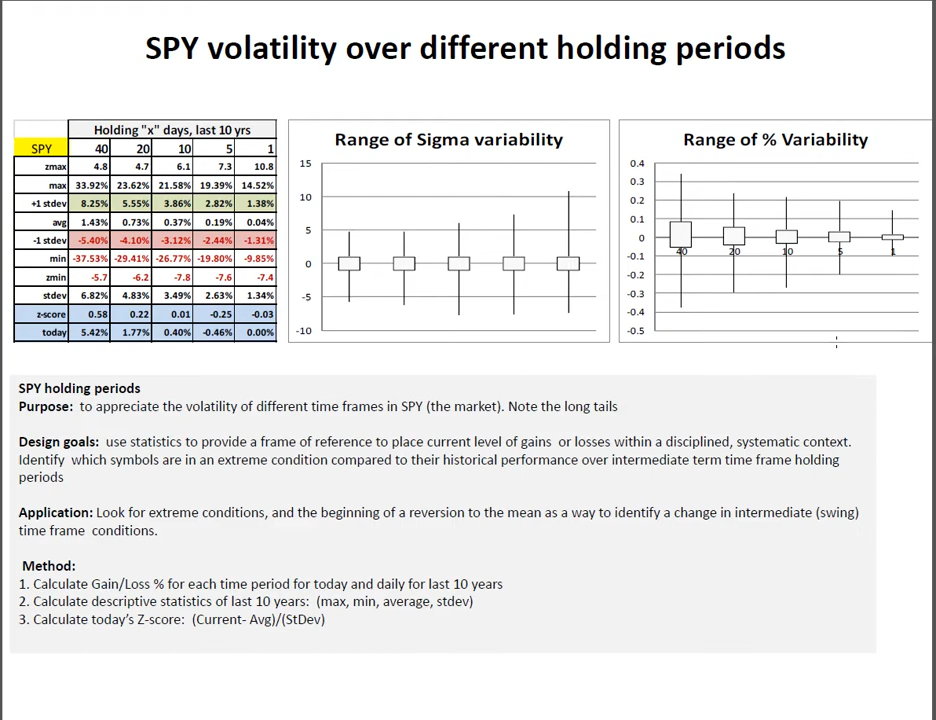 SPY volatility over different holding periods
Holding "x" days, last 10 yrs
SPY 40 20 10 5 1
zmax 4.8 4.7 6.1 7.3 10.8
max 33.92% 23.62% 21.58% 19.39% 14.52%
+1 stdev 8.25% 5.55% 3.86% 2.82% 1.38%
avg 1.43% 0.73% 0.37% 0.19% 0.04%
-1 stdev -5.40% -4.10% -3.12% -2.44% -1.31%
min -37.53% -29.41% -26.77% -19.80% -9.85%
zmin -5.7 -6.2 -7.8 -7.6 -7.4
stdev 6.82% 4.83% 3.49% 2.63% 1.34%
z-score 0.58 0.22 0.01 -0.25 -0.03
today 5.42% 1.77% 0.40% -0.46% 0.00%
Range of Sigma variability
15
10
5
0
-5
-10
Range of % Variability
0.4
0.3
0.2
0.1
0
-0.1
-0.2
-0.3
-0.4
-0.5
40 20 10 5 1
SPY holding periods
Purpose: to appreciate the volatility of different time frames in SPY (the market). Note the long tails
Design goals: use statistics to provide a frame of reference to place current level of gains or losses within a disciplined, systematic context.
Identify which symbols are in an extreme condition compared to their historical performance over intermediate term time frame holding
periods
Application: Look for extreme conditions, and the beginning of a reversion to the mean as a way to identify a change in intermediate (swing)
time frame conditions.
Method:
1. Calculate Gain/Loss % for each time period for today and daily for last 10 years
2. Calculate descriptive statistics of last 10 years: (max, min, average, stdev)
3. Calculate today's Z-score: (Current- Avg)/(StDev)